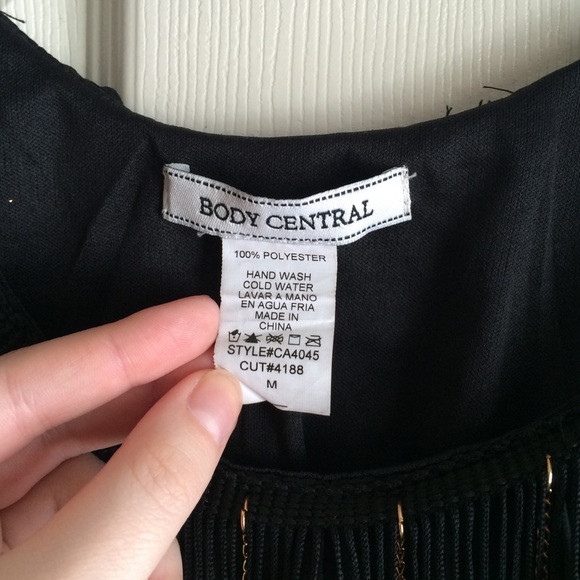 BODY CENTRAL
100% POLYESTER
HAND WASH
COLD WATER
LAVAR A MANO
EN AGUA FRIA
MADE IN
CHINA
STYLE#CA4045
CUT#4188
M